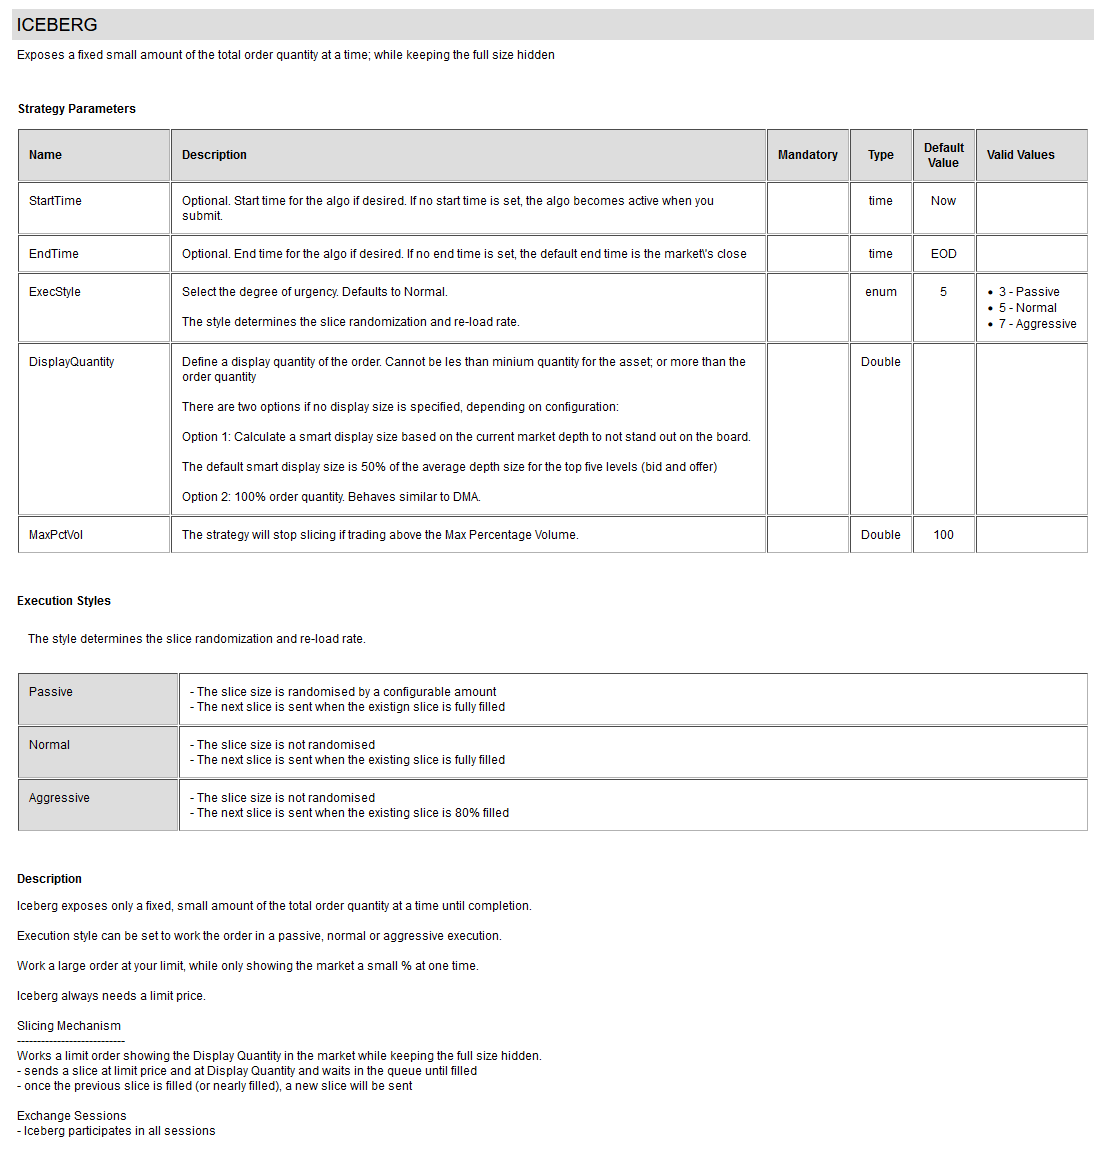 ICEBERG
Exposes a fixed small amount of the total order quantity at a time; while keeping the full size hidden
Strategy Parameters
Name Description Mandatory Type Default Value Valid Values
StartTime Optional. Start time for the algo if desired. If no start time is set, the algo becomes active when you time Now
submit.
EndTime Optional. End time for the algo if desired. If no end time is set, the default end time is the market\'s close time EOD
ExecStyle Select the degree of urgency. Defaults to Normal. enum 5 • 3 - Passive
• 5 - Normal
The style determines the slice randomization and re-load rate. • 7 - Aggressive
DisplayQuantity Define a display quantity of the order. Cannot be les than minium quantity for the asset; or more than the Double
order quantity
There are two options if no display size is specified, depending on configuration:
Option 1: Calculate a smart display size based on the current market depth to not stand out on the board.
The default smart display size is 50% of the average depth size for the top five levels (bid and offer)
Option 2: 100% order quantity. Behaves similar to DMA.
MaxPctVol The strategy will stop slicing if trading above the Max Percentage Volume. Double 100
Execution Styles
The style determines the slice randomization and re-load rate.
Passive - The slice size is randomised by a configurable amount
- The next slice is sent when the existign slice is fully filled
Normal - The slice size is not randomised
- The next slice is sent when the existing slice is fully filled
Aggressive - The slice size is not randomised
- The next slice is sent when the existing slice is 80% filled
Description
Iceberg exposes only a fixed, small amount of the total order quantity at a time until completion.
Execution style can be set to work the order in a passive, normal or aggressive execution.
Work a large order at your limit, while only showing the market a small % at one time.
Iceberg always needs a limit price.
Slicing Mechanism
---------------------------
Works a limit order showing the Display Quantity in the market while keeping the full size hidden.
- sends a slice at limit price and at Display Quantity and waits in the queue until filled
- once the previous slice is filled (or nearly filled), a new slice will be sent
Exchange Sessions
- Iceberg participates in all sessions